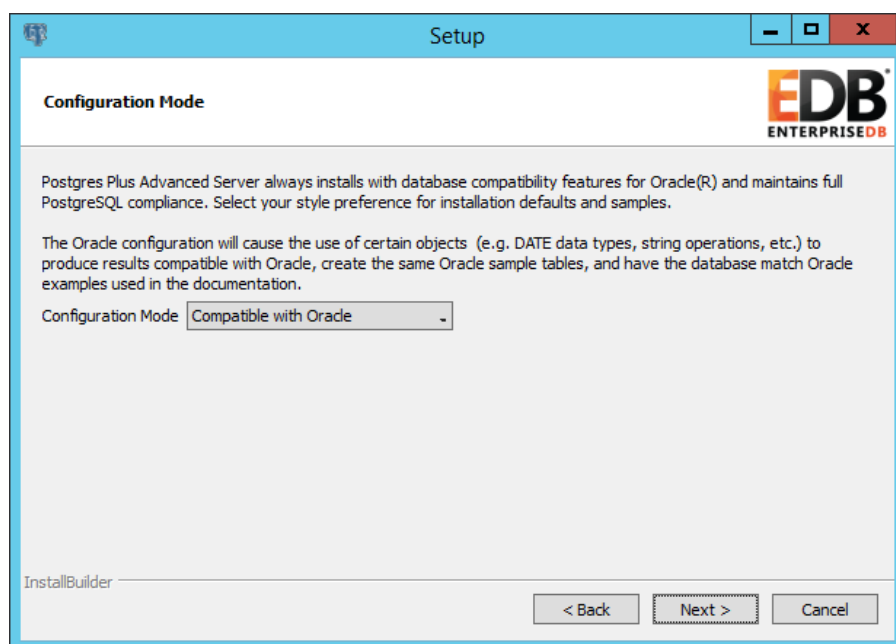 Setup
Configuration Mode
EDB
ENTERPRISEDB
Postgres Plus Advanced Server always installs with database compatibility features for Oracle(R) and maintains full
PostgreSQL compliance. Select your style preference for installation defaults and samples.
The Oracle configuration will cause the use of certain objects (e.g. DATE data types, string operations, etc.) to
produce results compatible with Oracle, create the same Oracle sample tables, and have the database match Oracle
examples used in the documentation.
Configuration Mode Compatible with Oracle
InstallBuilder
< Back Next > Cancel